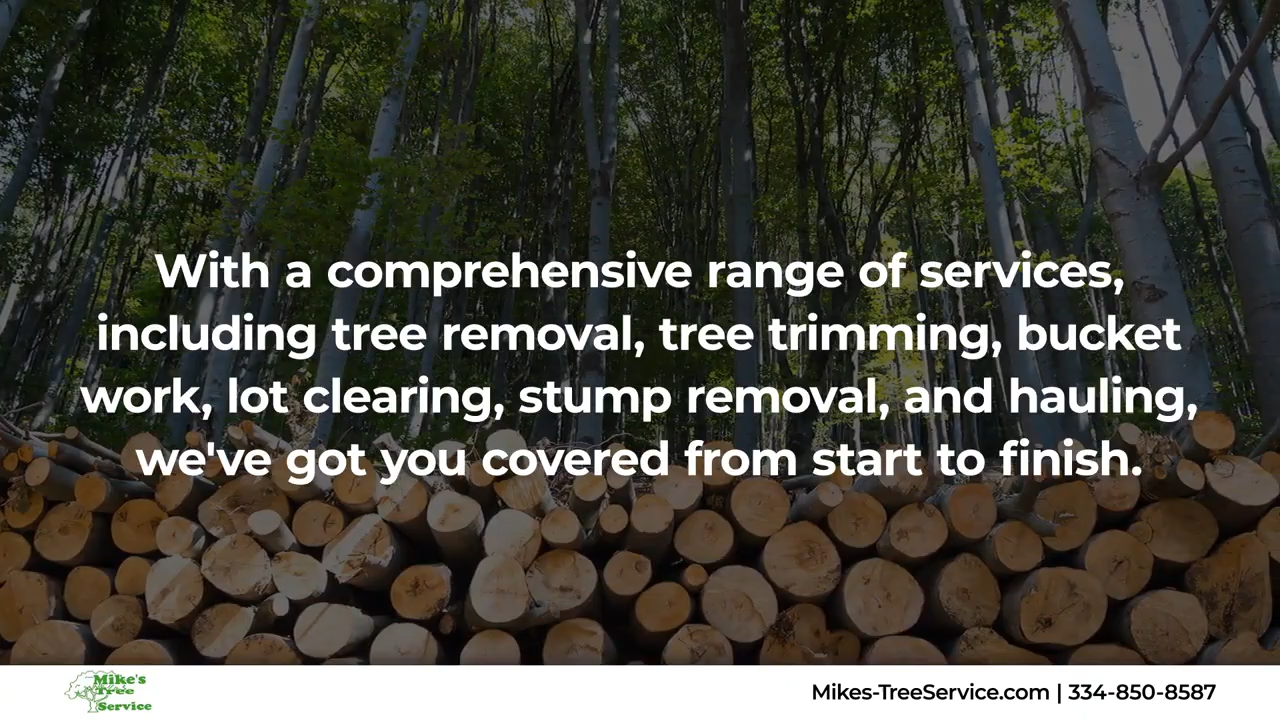 With a comprehensive range of services,
including tree removal, tree trimming, bucket
work, lot clearing, stump removal, and hauling,
we've got you covered from start to finish.
Mike's
Tree
Service
Mikes-TreeService.com | 334-850-8587